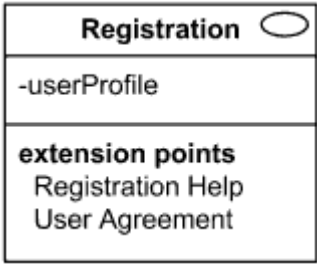 Registration
-userProfile
extension points
Registration Help
User Agreement